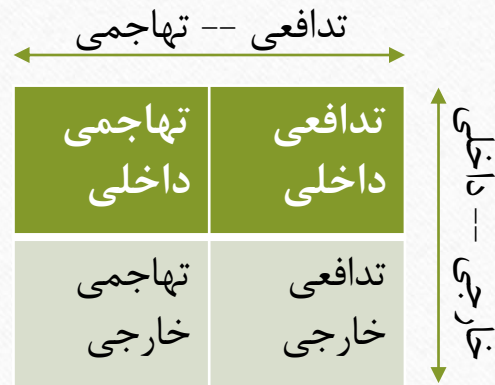 تدافعی -- تهاجمی
تدافعی داخلی
تهاجمی داخلی
تدافعی خارجی
تهاجمی خارجی
داخلی -- خارجی